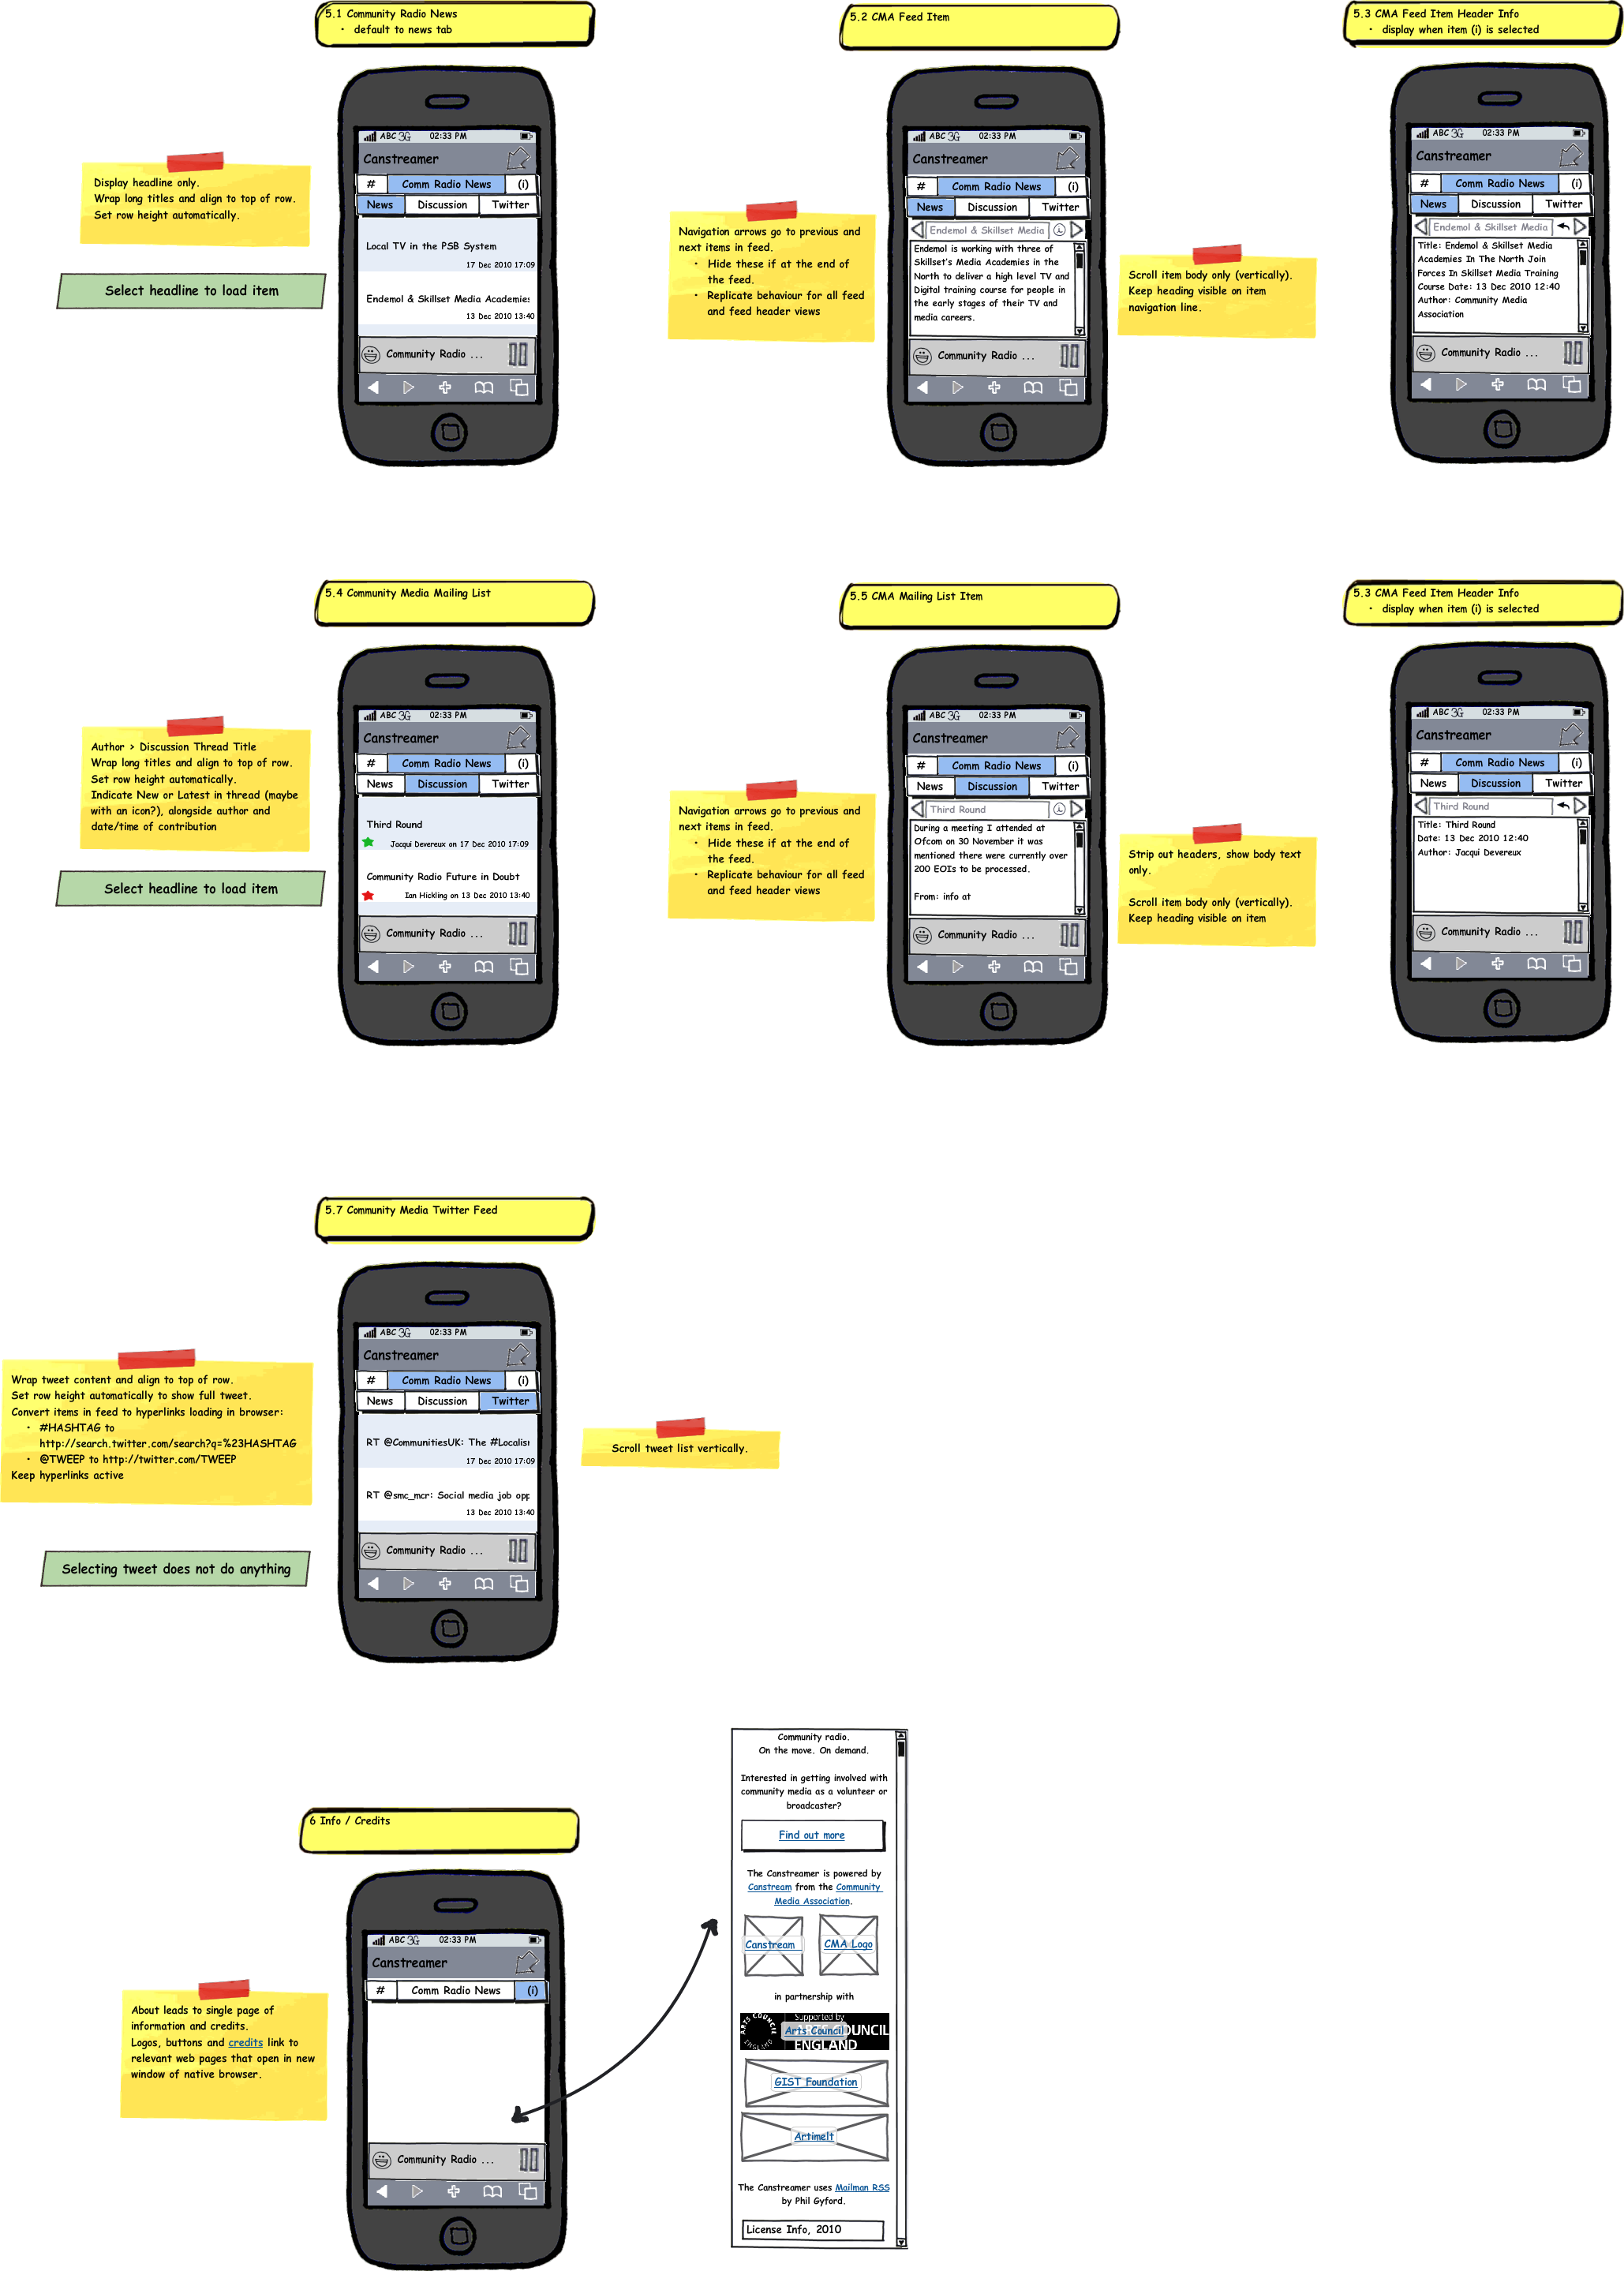 5.1 Community Radio News
• default to news tab
5.2 CMA Feed Item
5.3 CMA Feed Item Header Info
• display when item (i) is selected
Display headline only.
Wrap long titles and align to top of row.
Set row height automatically.
Select headline to load item
ABC 3G 02:33 PM
Canstreamer
# Comm Radio News (i)
News Discussion Twitter
Local TV in the PSB System
17 Dec 2010 17:09
Endemol & Skillset Media Academies
13 Dec 2010 13:40
Community Radio ...
Navigation arrows go to previous and
next items in feed.
• Hide these if at the end of
the feed.
• Replicate behaviour for all feed
and feed header views
ABC 3G 02:33 PM
Canstreamer
# Comm Radio News (i)
News Discussion Twitter
Endemol & Skillset Media
Endemol is working with three of
Skillset's Media Academies in the
North to deliver a high level TV and
Digital training course for people in
the early stages of their TV and
media careers.
Community Radio ...
Scroll item body only (vertically).
Keep heading visible on item
navigation line.
ABC 3G 02:33 PM
Canstreamer
# Comm Radio News (i)
News Discussion Twitter
Endemol & Skillset Media
Title: Endemol & Skillset Media
Academies In The North Join
Forces In Skillset Media Training
Course Date: 13 Dec 2010 12:40
Author: Community Media
Association
Community Radio ...
5.4 Community Media Mailing List
5.5 CMA Mailing List Item
5.3 CMA Feed Item Header Info
• display when item (i) is selected
Author > Discussion Thread Title
Wrap long titles and align to top of row.
Set row height automatically.
Indicate New or Latest in thread (maybe
with an icon?), alongside author and
date/time of contribution
Select headline to load item
ABC 3G 02:33 PM
Canstreamer
# Comm Radio News (i)
News Discussion Twitter
Third Round
Jacqui Devereux on 17 Dec 2010 17:09
Community Radio Future in Doubt
Ian Hickling on 13 Dec 2010 13:40
Community Radio ...
Navigation arrows go to previous and
next items in feed.
• Hide these if at the end of
the feed.
• Replicate behaviour for all feed
and feed header views
ABC 3G 02:33 PM
Canstreamer
# Comm Radio News (i)
News Discussion Twitter
Third Round
During a meeting I attended at
Ofcom on 30 November it was
mentioned there were currently over
200 EOIs to be processed.
From: info at
Community Radio ...
Strip out headers, show body text
only.
Scroll item body only (vertically).
Keep heading visible on item
ABC 3G 02:33 PM
Canstreamer
# Comm Radio News (i)
News Discussion Twitter
Third Round
Title: Third Round
Date: 13 Dec 2010 12:40
Author: Jacqui Devereux
Community Radio ...
5.7 Community Media Twitter Feed
Wrap tweet content and align to top of row.
Set row height automatically to show full tweet.
Convert items in feed to hyperlinks loading in browser:
• #HASHTAG to
http://search.twitter.com/search?q=%23HASHTAG
• @TWEEP to http://twitter.com/TWEEP
Keep hyperlinks active
Selecting tweet does not do anything
ABC 3G 02:33 PM
Canstreamer
# Comm Radio News (i)
News Discussion Twitter
RT @CommunitiesUK: The #Localis
17 Dec 2010 17:09
RT @smc_mcr: Social media job opp
13 Dec 2010 13:40
Community Radio ...
Scroll tweet list vertically.
6 Info / Credits
About leads to single page of
information and credits.
Logos, buttons and credits link to
relevant web pages that open in new
window of native browser.
ABC 3G 02:33 PM
Canstreamer
# Comm Radio News (i)
Community Radio ...
Community radio.
On the move. On demand.
Interested in getting involved with
community media as a volunteer or
broadcaster?
Find out more
The Canstreamer is powered by
Canstream from the Community
Media Association.
Canstream CMA Logo
in partnership with
ARTS COUNCIL ENGLAND
Supported by
Arts Council
ARTS COUNCIL
ENGLAND
GIST Foundation
Artimelt
The Canstreamer uses Mailman RSS
by Phil Gyford.
License Info, 2010